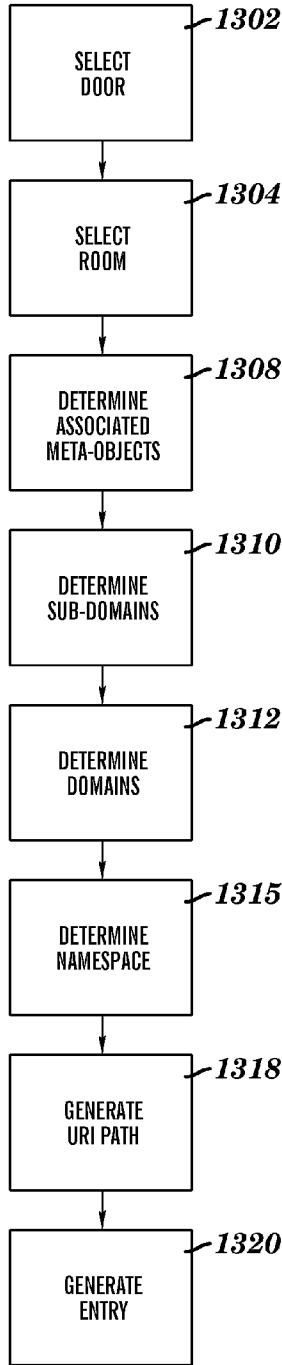 1302
SELECT
DOOR
1304
SELECT
ROOM
1308
DETERMINE
ASSOCIATED
META-OBJECTS
1310
DETERMINE
SUB-DOMAINS
1312
DETERMINE
DOMAINS
1315
DETERMINE
NAMESPACE
1318
GENERATE
URI PATH
1320
GENERATE
ENTRY